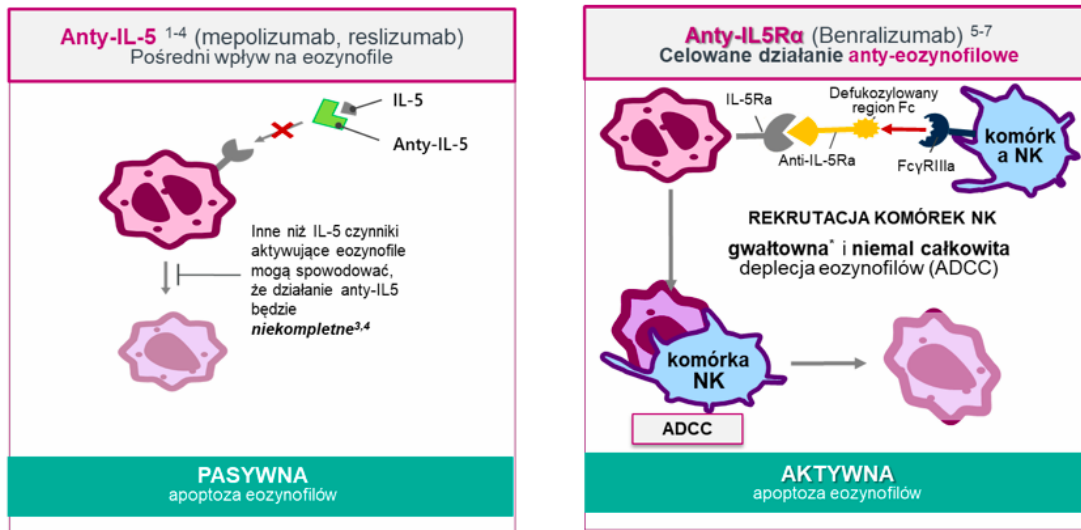 Anty-IL-5 1-4 (mepolizumab, reslizumab)
Pośredni wpływ na eozynofile
IL-5
Anty-IL-5
Inne niż IL-5 czynniki
aktywujące eozynofile
mogą spowodować,
że działanie anty-IL5
będzie
niekompletne3,4
PASYWNA
apoptoza eozynofilów
Anty-IL5Rα (Benralizumab) 5-7
Celowane działanie anty-eozynofilowe
IL-5Ra
Defukozylowany
region Fc
Anti-IL-5Ra
FcγRIIIa
komórk
a NK
REKRUTACJA KOMÓREK NK
gwałtowna* i niemal całkowita
deplecja eozynofilów (ADCC)
komórka
NK
ADCC
AKTYWNA
apoptoza eozynofilów